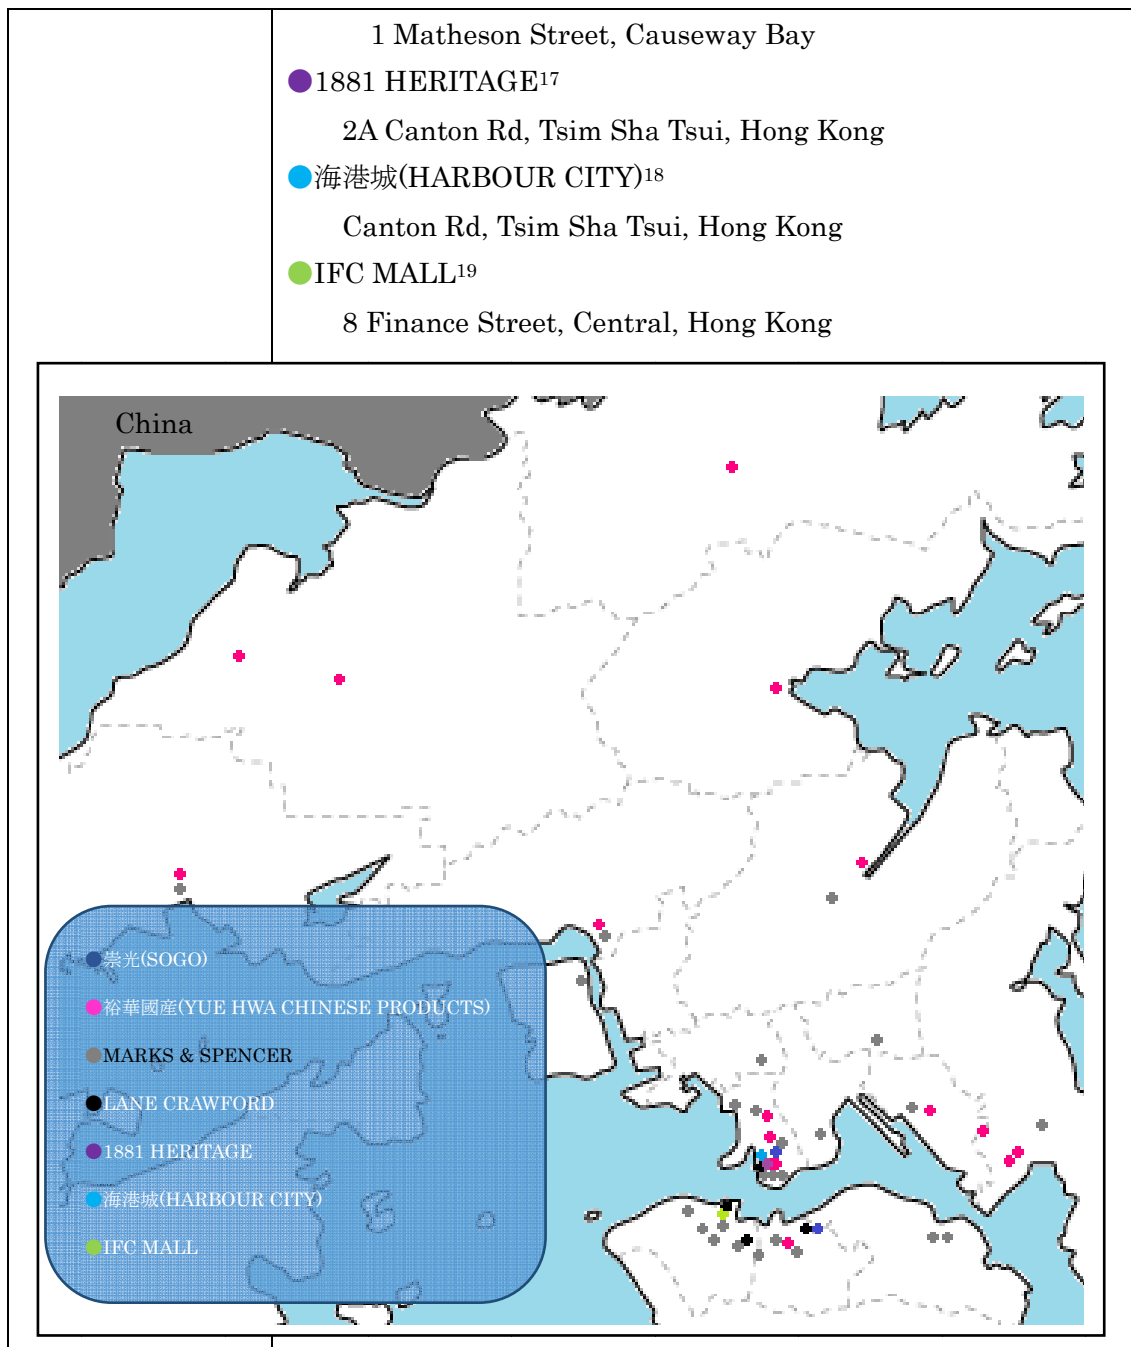 1 Matheson Street, Causeway Bay
●1881 HERITAGE17
2A Canton Rd, Tsim Sha Tsui, Hong Kong
●海港城(HARBOUR CITY)18
Canton Rd, Tsim Sha Tsui, Hong Kong
●IFC MALL19
8 Finance Street, Central, Hong Kong
China
●崇光(SOGO)
●裕華國產(YUE HWA CHINESE PRODUCTS)
●MARKS & SPENCER
●LANE CRAWFORD
●1881 HERITAGE
●海港城(HARBOUR CITY)
●IFC MALL